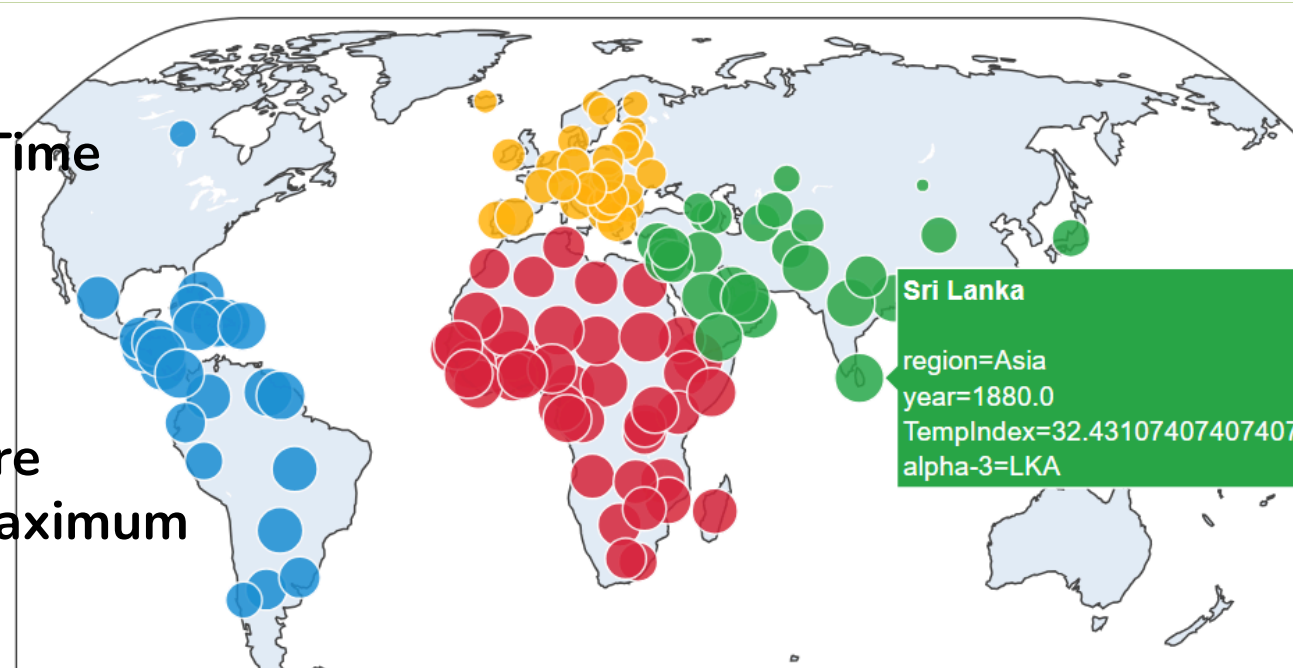 Time
re
aximum
Sri Lanka
region=Asia
year=1880.0
TempIndex=32.43107407407407
alpha-3=LKA